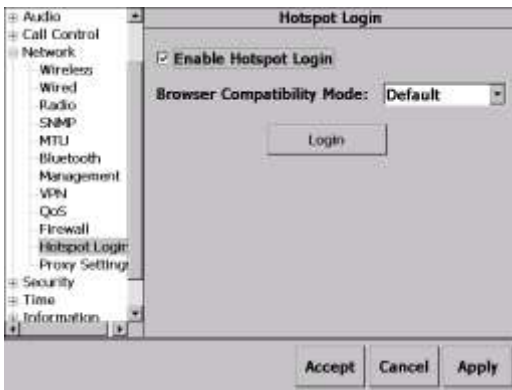 Audio
Call Control
Network
Wireless
Wired
Radio
SNMP
MTU
Bluetooth
Management
VPN
QoS
Firewall
Hotspot Login
Proxy Settings
Security
Time
Information
Hotspot Login
Enable Hotspot Login
Browser Compatibility Mode: Default
Login
Accept Cancel Apply